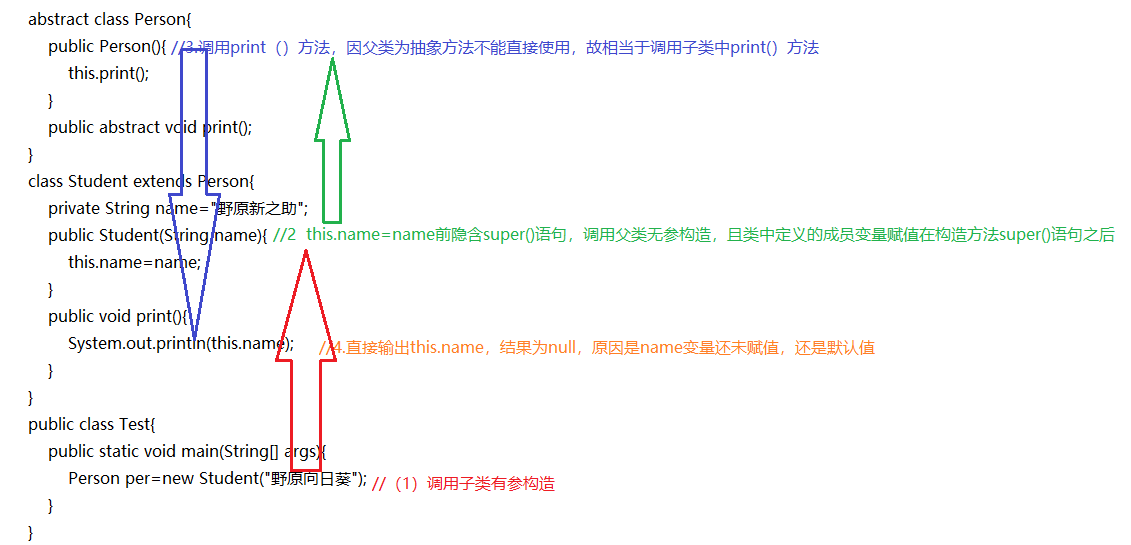 abstract class Person{
public Person(){ //3.调用print（）方法，因父类为抽象方法不能直接使用，故相当于调用子类中print()方法
this.print();
}
public abstract void print();
}
class Student extends Person{
private String name="野原新之助";
public Student(String name){ //2 this.name=name前隐含super()语句，调用父类无参构造，且类中定义的成员变量赋值在构造方法super()语句之后
this.name=name;
}
public void print(){
System.out.println(this.name); //4.直接输出this.name，结果为null，原因是name变量还未赋值，还是默认值
}
}
public class Test{
public static void main(String[] args){
Person per=new Student("野原向日葵"); //（1）调用子类有参构造
}
}